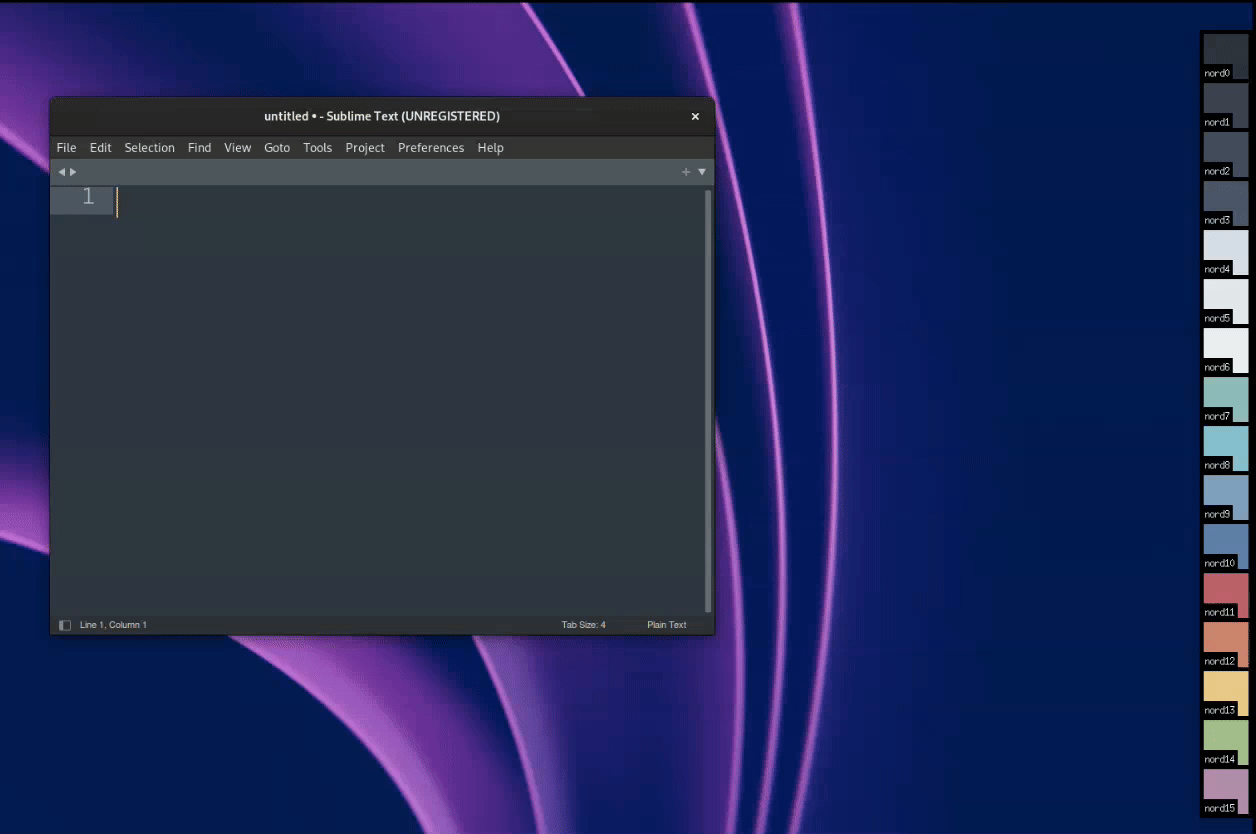 untitled • - Sublime Text (UNREGISTERED)
File Edit Selection Find View Goto Tools Project Preferences Help
1
Line 1, Column 1 Tab Size: 4 Plain Text
nord0
nord1
nord2
nord3
nord4
nord5
nord6
nord7
nord8
nord9
nord10
nord11
nord12
nord13
nord14
nord15